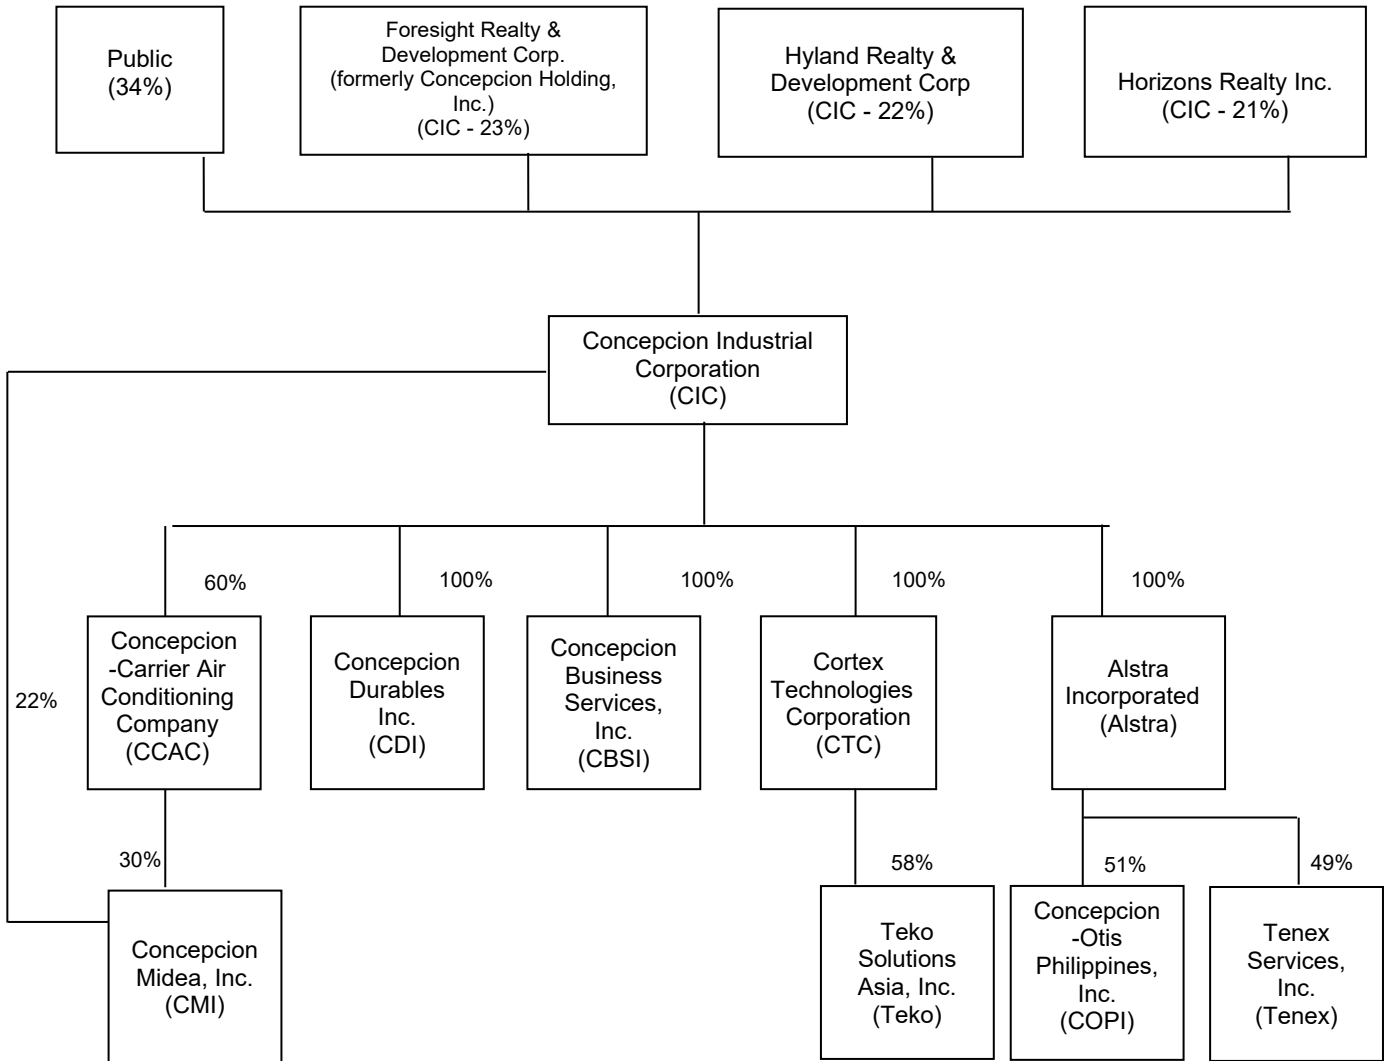 Public
(34%)
Foresight Realty &
Development Corp.
(formerly Concepcion Holding,
Inc.)
(CIC - 23%)
Hyland Realty &
Development Corp
(CIC - 22%)
Horizons Realty Inc.
(CIC - 21%)
Concepcion Industrial
Corporation
(CIC)
60%
100%
100%
100%
100%
22%
Concepcion
-Carrier Air
Conditioning
Company
(CCAC)
Concepcion
Durables
Inc.
(CDI)
Concepcion
Business
Services,
Inc.
(CBSI)
Cortex
Technologies
Corporation
(CTC)
Alstra
Incorporated
(Alstra)
30%
58%
51%
49%
Concepcion
Midea, Inc.
(CMI)
Teko
Solutions
Asia, Inc.
(Teko)
Concepcion
-Otis
Philippines,
Inc.
(COPI)
Tenex
Services,
Inc.
(Tenex)